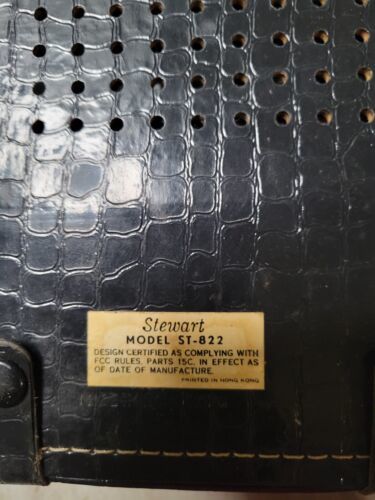 Stewart
MODEL ST-822
DESIGN CERTIFIED AS COMPLYING WITH
FCC RULES, PARTS 15C, IN EFFECT AS
OF DATE OF MANUFACTURE.
PRINTED IN HONG KONG